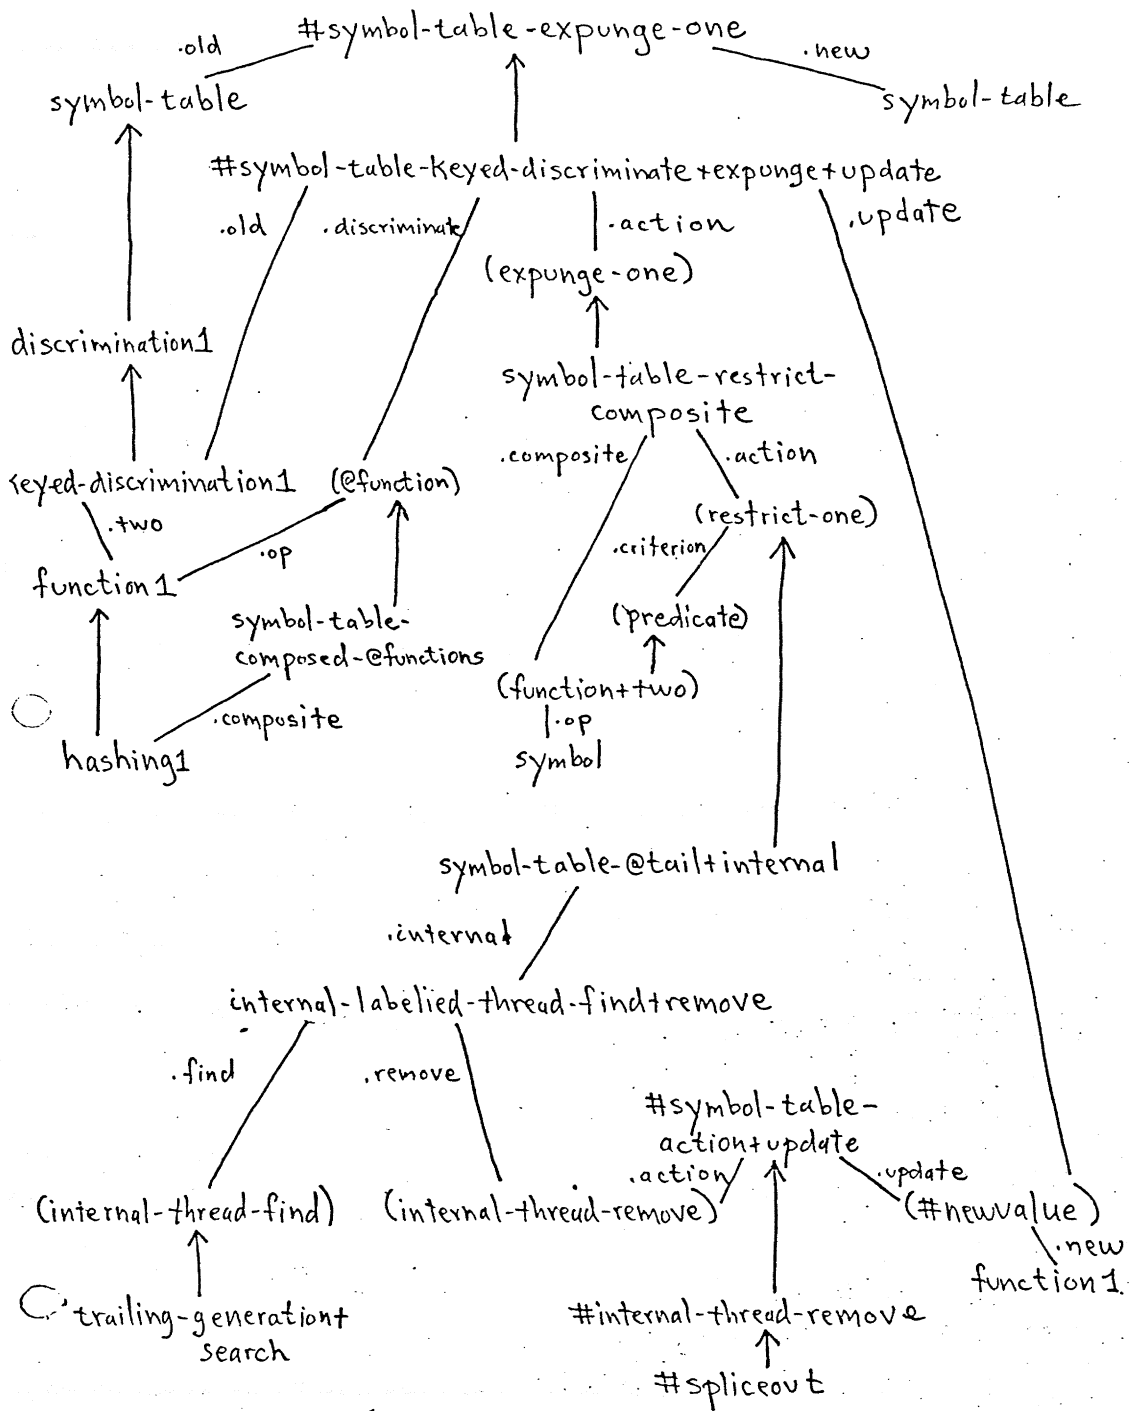 #symbol-table-expunge-one
.old
.new
symbol-table
symbol-table
#symbol-table-keyed-discriminate+expunge+update
.old
.discriminate
.action
.update
(expunge-one)
discrimination1
symbol-table-restrict-
composite
.composite
.action
keyed-discrimination1
(@function)
(restrict-one)
.two
.op
.criterion
function1
symbol-table-
composed-@functions
(predicate)
(function++two)
.composite
.op
hashing1
symbol
symbol-table-@tail+internal
.internal
internal-labelied-thread-find+remove
.find
.remove
#symbol-table-
action+update
.action
.update
(internal-thread-find)
(internal-thread-remove)
(#newvalue)
.new
function1
trailing-generation+
search
#internal-thread-remove
#spliceout